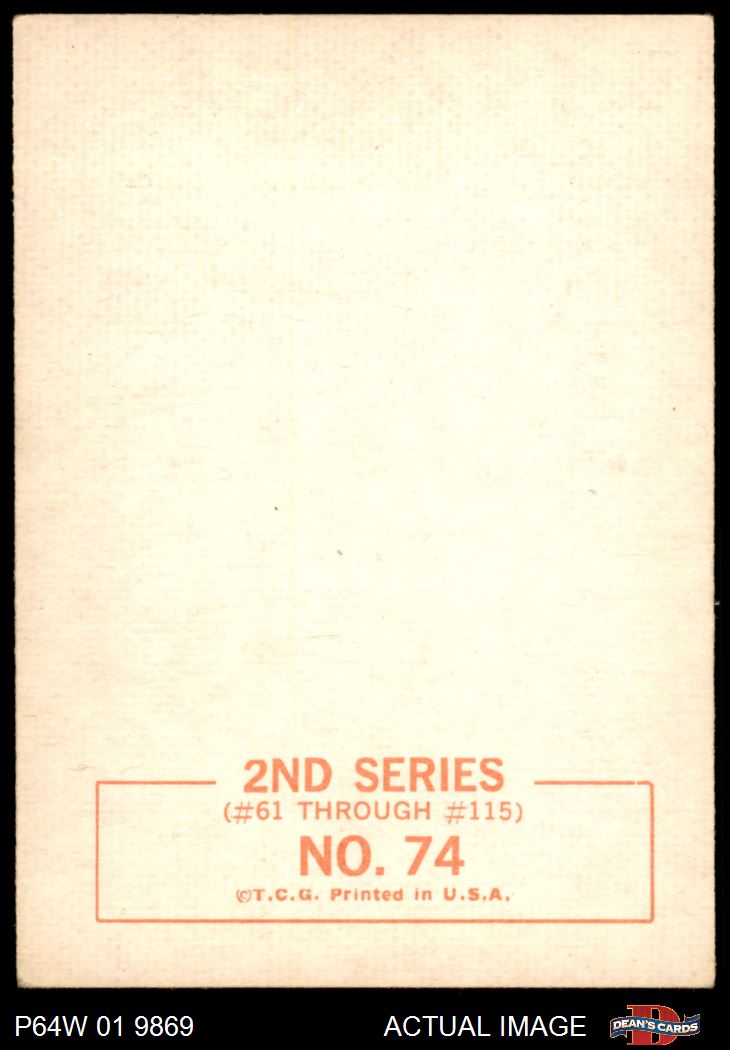 2ND SERIES
(#61 THROUGH #115)
NO. 74
©T.C.G. Printed in U.S.A.
P64W 01 9869
ACTUAL IMAGE
D
DEAN'S CARDS